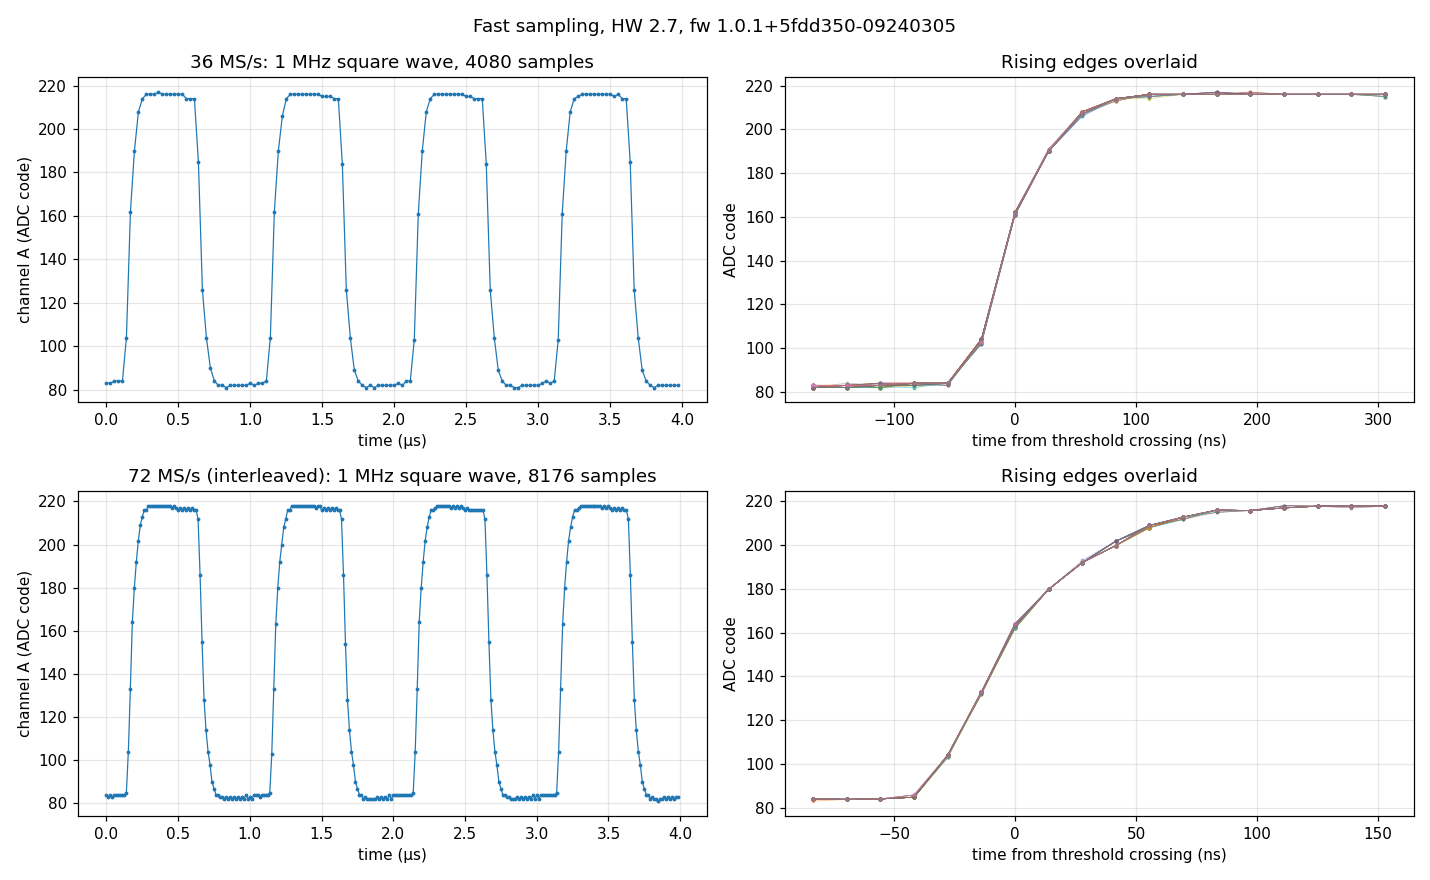 Fast sampling, HW 2.7, fw 1.0.1+5fdd350-09240305
36 MS/s: 1 MHz square wave, 4080 samples
220
200
180
160
140
120
100
80
channel A (ADC code)
0.0 0.5 1.0 1.5 2.0 2.5 3.0 3.5 4.0
time (µs)
Rising edges overlaid
220
200
180
160
140
120
100
80
ADC code
−100 0 100 200 300
time from threshold crossing (ns)
72 MS/s (interleaved): 1 MHz square wave, 8176 samples
220
200
180
160
140
120
100
80
channel A (ADC code)
0.0 0.5 1.0 1.5 2.0 2.5 3.0 3.5 4.0
time (µs)
Rising edges overlaid
220
200
180
160
140
120
100
80
ADC code
−50 0 50 100 150
time from threshold crossing (ns)